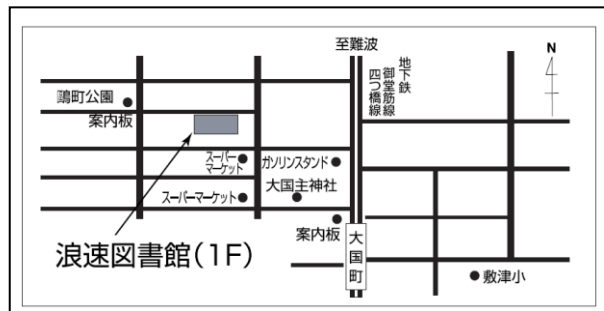 至難波
地下鉄
御堂筋線
四つ橋線
N
鴎町公園
案内板
スーパー
マーケット
ガソリンスタンド
大国主神社
スーパーマーケット
案内板
浪速図書館(1F)
大国町
敷津小